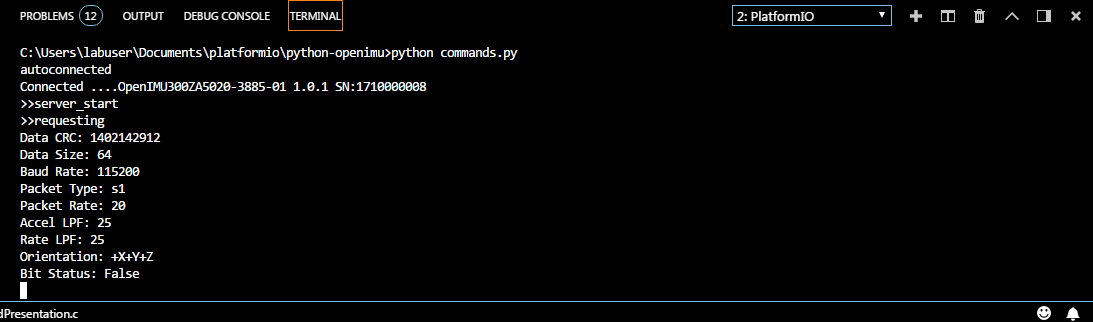 PROBLEMS 12 OUTPUT DEBUG CONSOLE TERMINAL 2: PlatformIO
C:\Users\labuser\Documents\platformio\python-openimu>python commands.py
autoconnected
Connected ....OpenIMU300ZA5020-3885-01 1.0.1 SN:1710000008
>>server_start
>>requesting
Data CRC: 1402142912
Data Size: 64
Baud Rate: 115200
Packet Type: s1
Packet Rate: 20
Accel LPF: 25
Rate LPF: 25
Orientation: +X+Y+Z
Bit Status: False
dPresentation.c